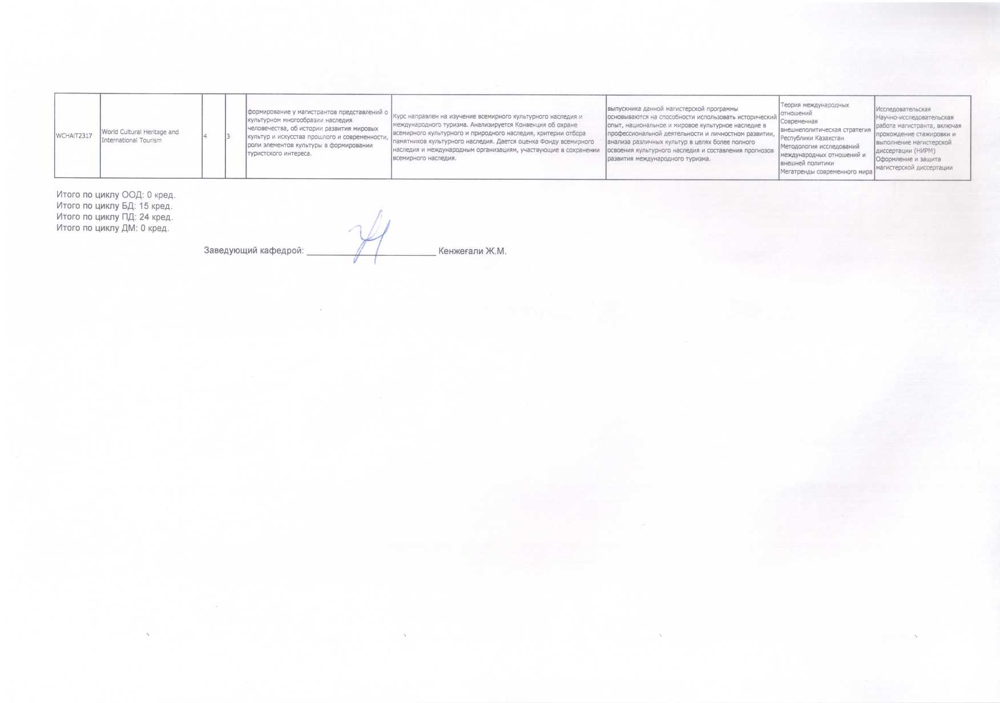 WCHAIT2317
World Cultural Heritage and
International Tourism
4
3
формирование у магистрантов представлений о
культурном многообразии наследия
человечества, об истории развития мировых
культур и искусства прошлого и современности,
роли элементов культуры в формировании
туристского интереса.
Курс направлен на изучение всемирного культурного наследия и
международного туризма. Анализируется Конвенция об охране
всемирного культурного и природного наследия, критерии отбора
памятников культурного наследия. Дается оценка Фонду всемирного
наследия и международным организациям, участвующие в сохранении
всемирного наследия.
выпускника данной магистерской программы
основываются на способности использовать исторический
опыт, национальное и мировое культурное наследие в
профессиональной деятельности и личностном развитии,
анализа различных культур в целях более полного
освоения культурного наследия и составления прогнозов
развития международного туризма.
Теория международных
отношений
Современная
внешнеполитическая стратегия
Республики Казахстан
Методология исследований
международных отношений и
внешней политики
Мегатренды современного мира
Исследовательская
Научно-исследовательская
работа магистранта, включая
прохождение стажировки и
выполнение магистерской
диссертации (НИРМ)
Оформление и защита
магистерской диссертации
Итого по циклу ООД: 0 кред.
Итого по циклу БД: 15 кред.
Итого по циклу ПД: 24 кред.
Итого по циклу ДМ: 0 кред.
Заведующий кафедрой: Кенжеғали Ж.М.